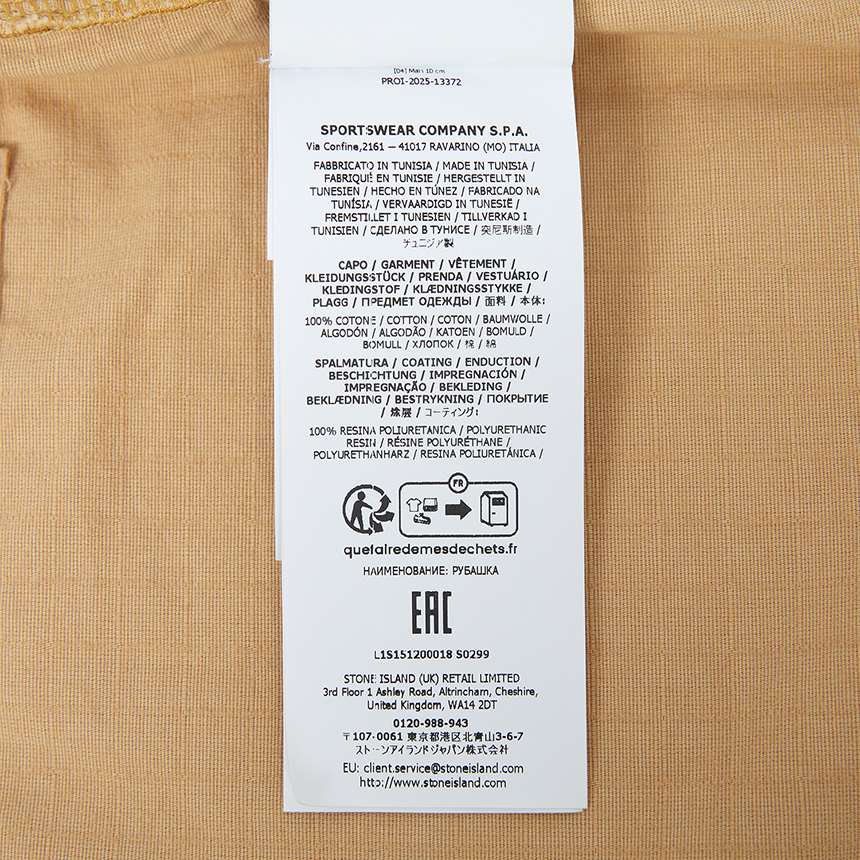 [D4] Main 10 cm
PROI-2025-13372
SPORTSWEAR COMPANY S.P.A.
Via Confine,2161 — 41017 RAVARINO (MO) ITALIA
FABBRICATO IN TUNISIA / MADE IN TUNISIA /
FABRIQUÉ EN TUNISIE / HERGESTELLT IN
TUNESIEN / HECHO EN TÚNEZ / FABRICADO NA
TUNÍSIA / VERVAARDIGD IN TUNESIË /
FREMSTILLET I TUNESIEN / TILLVERKAD I
TUNISIEN / СДЕЛАНО В ТУНИСЕ / 突尼斯制造 /
チュニジア製
CAPO / GARMENT / VÊTEMENT /
KLEIDUNGSSTÜCK / PRENDA / VESTUÁRIO /
KLEDINGSTOF / KLÆDNINGSSTYKKE /
PLAGG / ПРЕДМЕТ ОДЕЖДЫ / 面料 / 本体:
100% COTONE / COTTON / COTON / BAUMWOLLE /
ALGODÓN / ALGODÃO / KATOEN / BOMULD /
BOMULL / ХЛОПОК / 棉 / 綿
SPALMATURA / COATING / ENDUCTION /
BESCHICHTUNG / IMPREGNACIÓN /
IMPREGNAÇÃO / BEKLEDING /
BEKLÆDNING / BESTRYKNING / ПОКРЫТИЕ
/ 涂层 / コーティング:
100% RESINA POLIURETANICA / POLYURETHANIC
RESIN / RÉSINE POLYURÉTHANE /
POLYURETHANHARZ / RESINA POLIURETÁNICA /
FR
quefairedemesdechets.fr
НАИМЕНОВАНИЕ: РУБАШКА
EAC
L1S151200018 S0299
STONE ISLAND (UK) RETAIL LIMITED
3rd Floor 1 Ashley Road, Altrincham, Cheshire,
United Kingdom, WA14 2DT
0120-988-943
〒107-0061 東京都港区北青山3-6-7
ストーンアイランドジャパン株式会社
EU: client.service@stoneisland.com
http://www.stoneisland.com